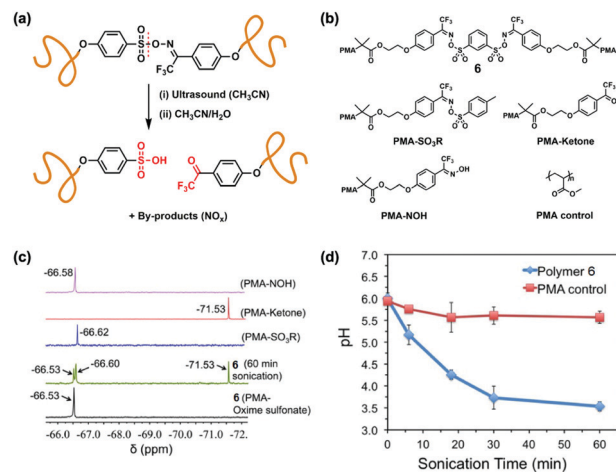 (a)
O
S
O
O
O
N
F3C
O
(i) Ultrasound (CH3CN)
(ii) CH3CN/H2O
O
O
S OH
O
O
F3C
O
+ By-products (NOx)
(b)
PMA
O
O
O
CF3
N
O
S
O O
S
O O
O
N
CF3
O
O
O
PMA
6
PMA
O
O
O
CF3
N
O
S
O O
PMA-SO3R
PMA
O
O
O
CF3
O
PMA-Ketone
PMA
O
O
O
CF3
N OH
PMA-NOH
n
O O
PMA control
(c)
-66.58
(PMA-NOH)
-71.53
(PMA-Ketone)
-66.62
(PMA-SO3R)
-66.53 -66.60 -71.53 6 (60 min
sonication)
-66.53 6 (PMA-
Oxime sulfonate)
-66.0 -67.0 -68.0 -69.0 -70.0 -71.0 -72.
δ (ppm)
(d)
7.0
6.5
6.0
5.5
5.0
4.5
4.0
3.5
3.0
pH
Polymer 6
PMA control
0 10 20 30 40 50 60
Sonication Time (min)